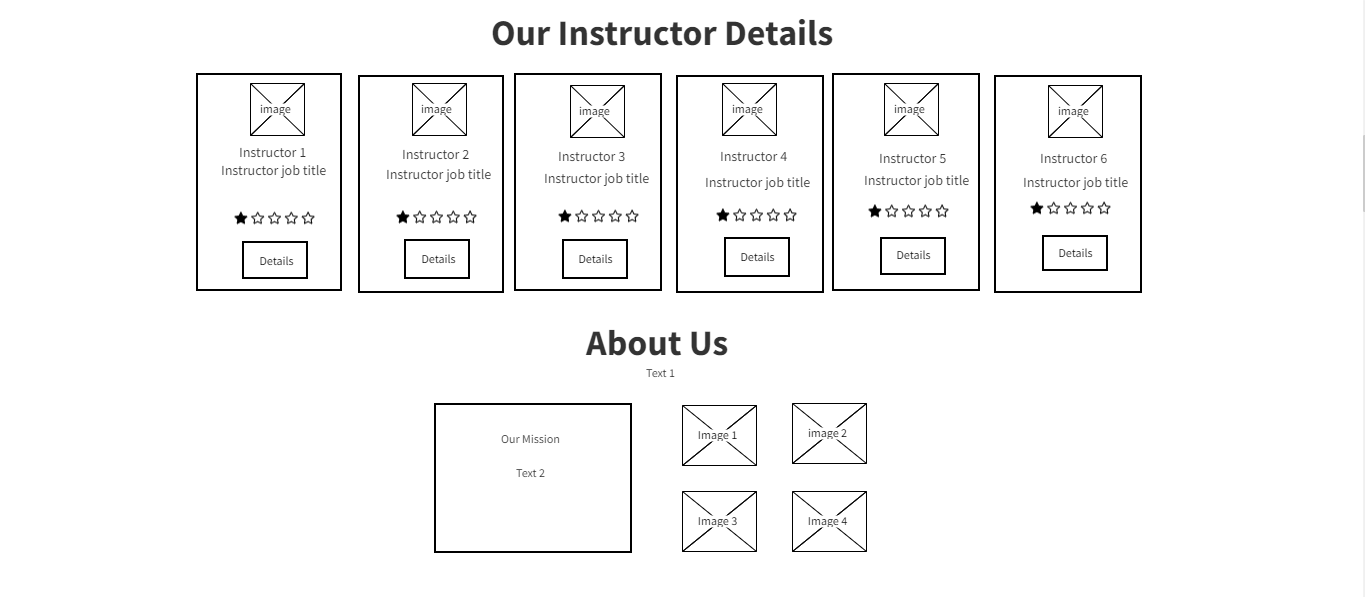 Our Instructor Details
image
Instructor 1
Instructor job title
Details
image
Instructor 2
Instructor job title
Details
image
Instructor 3
Instructor job title
Details
image
Instructor 4
Instructor job title
Details
image
Instructor 5
Instructor job title
Details
image
Instructor 6
Instructor job title
Details
About Us
Text 1
Our Mission
Text 2
Image 1
image 2
Image 3
Image 4